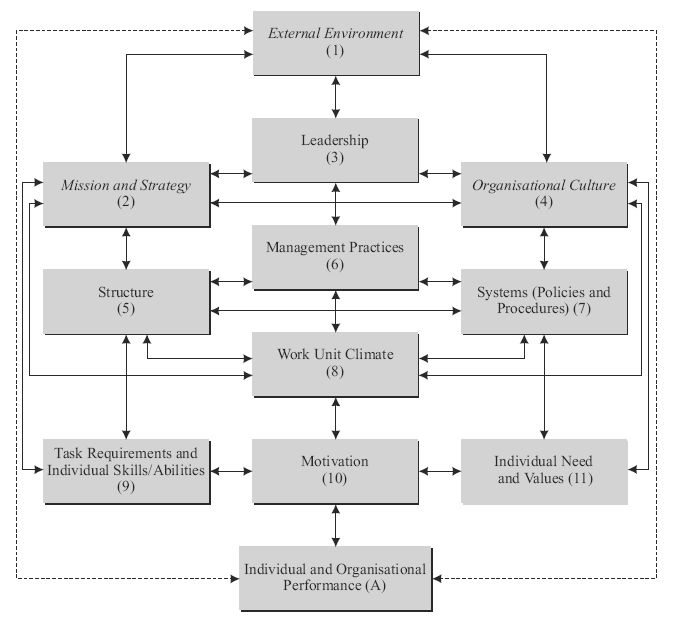 External Environment
(1)
Leadership
(3)
Mission and Strategy
(2)
Organisational Culture
(4)
Management Practices
(6)
Structure
(5)
Systems (Policies and
Procedures) (7)
Work Unit Climate
(8)
Task Requirements and
Individual Skills/Abilities
(9)
Motivation
(10)
Individual Need
and Values (11)
Individual and Organisational
Performance (A)